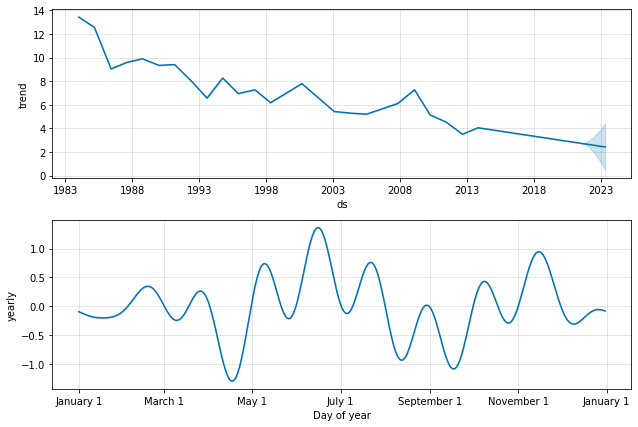 14
12
10
8
6
4
2
0
trend
1983 1988 1993 1998 2003 2008 2013 2018 2023
ds
1.0
0.5
0.0
−0.5
−1.0
yearly
January 1 March 1 May 1 July 1 September 1 November 1 January 1
Day of year